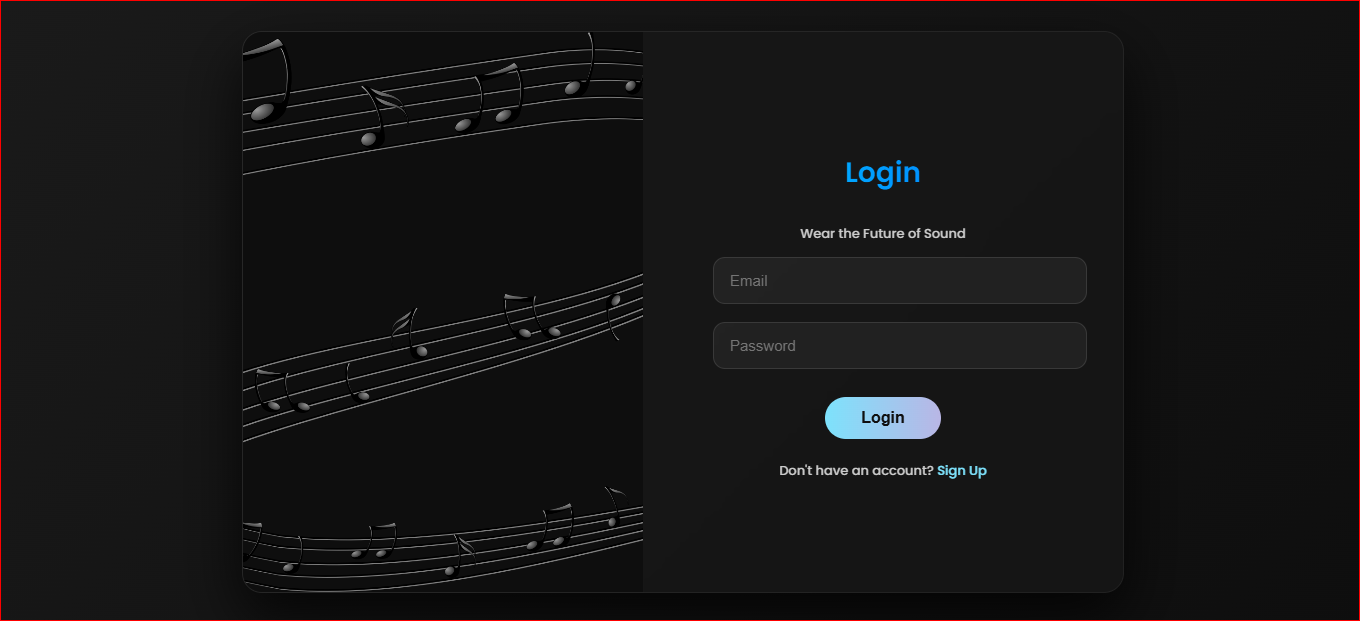 Login
Wear the Future of Sound
Email
Password
Login
Don't have an account? Sign Up